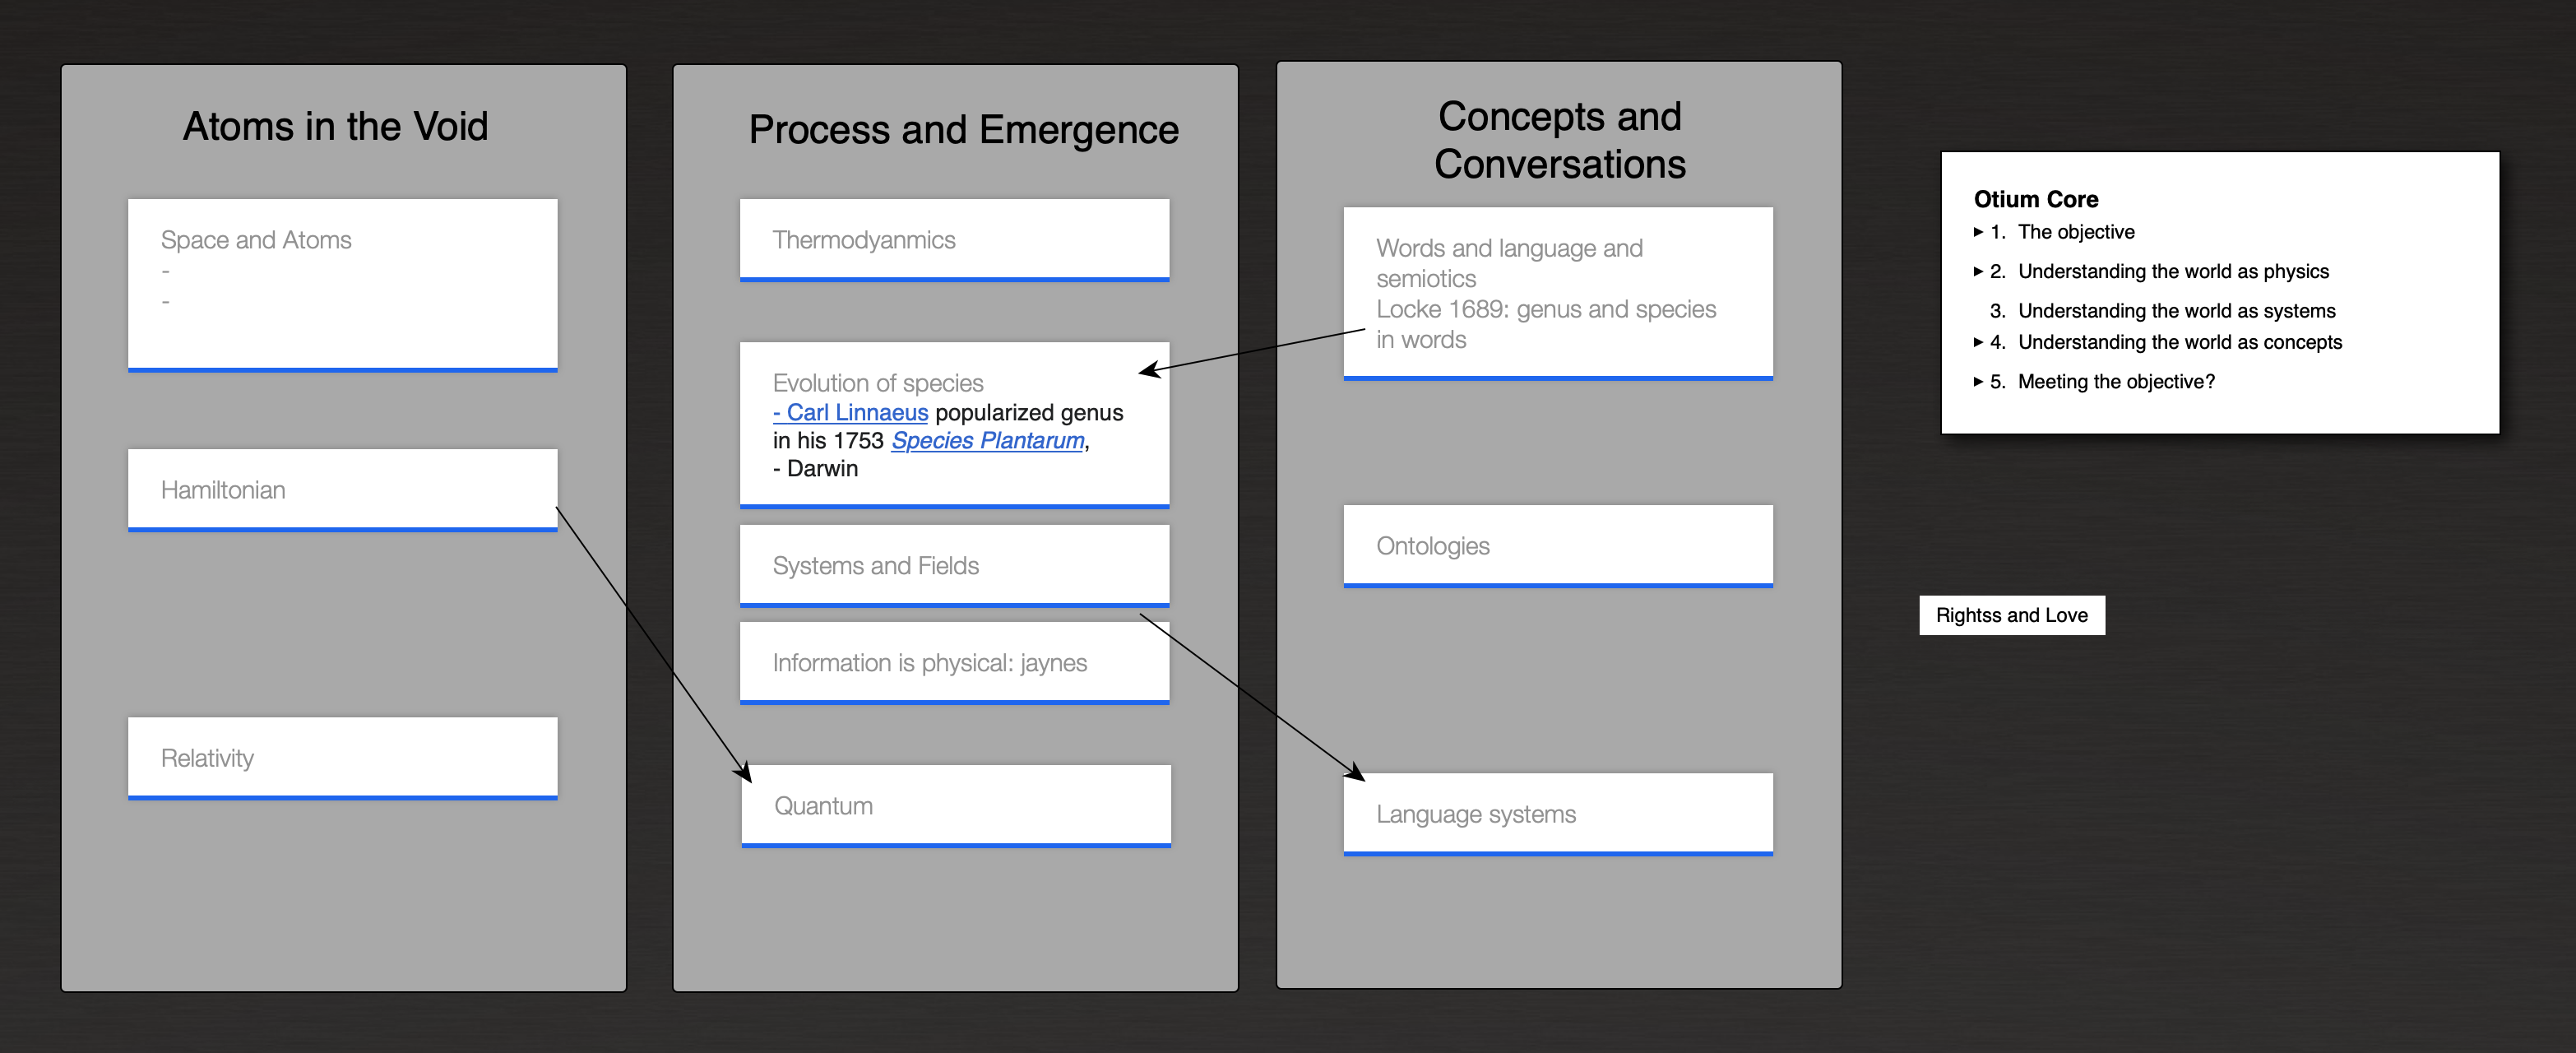 Atoms in the Void
Space and Atoms
-
-
Hamiltonian
Relativity
Process and Emergence
Thermodyanmics
Evolution of species
- Carl Linnaeus popularized genus
in his 1753 Species Plantarum,
- Darwin
Systems and Fields
Information is physical: jaynes
Quantum
Concepts and
Conversations
Words and language and
semiotics
Locke 1689: genus and species
in words
Ontologies
Language systems
Otium Core
1. The objective
2. Understanding the world as physics
3. Understanding the world as systems
4. Understanding the world as concepts
5. Meeting the objective?
Rightss and Love